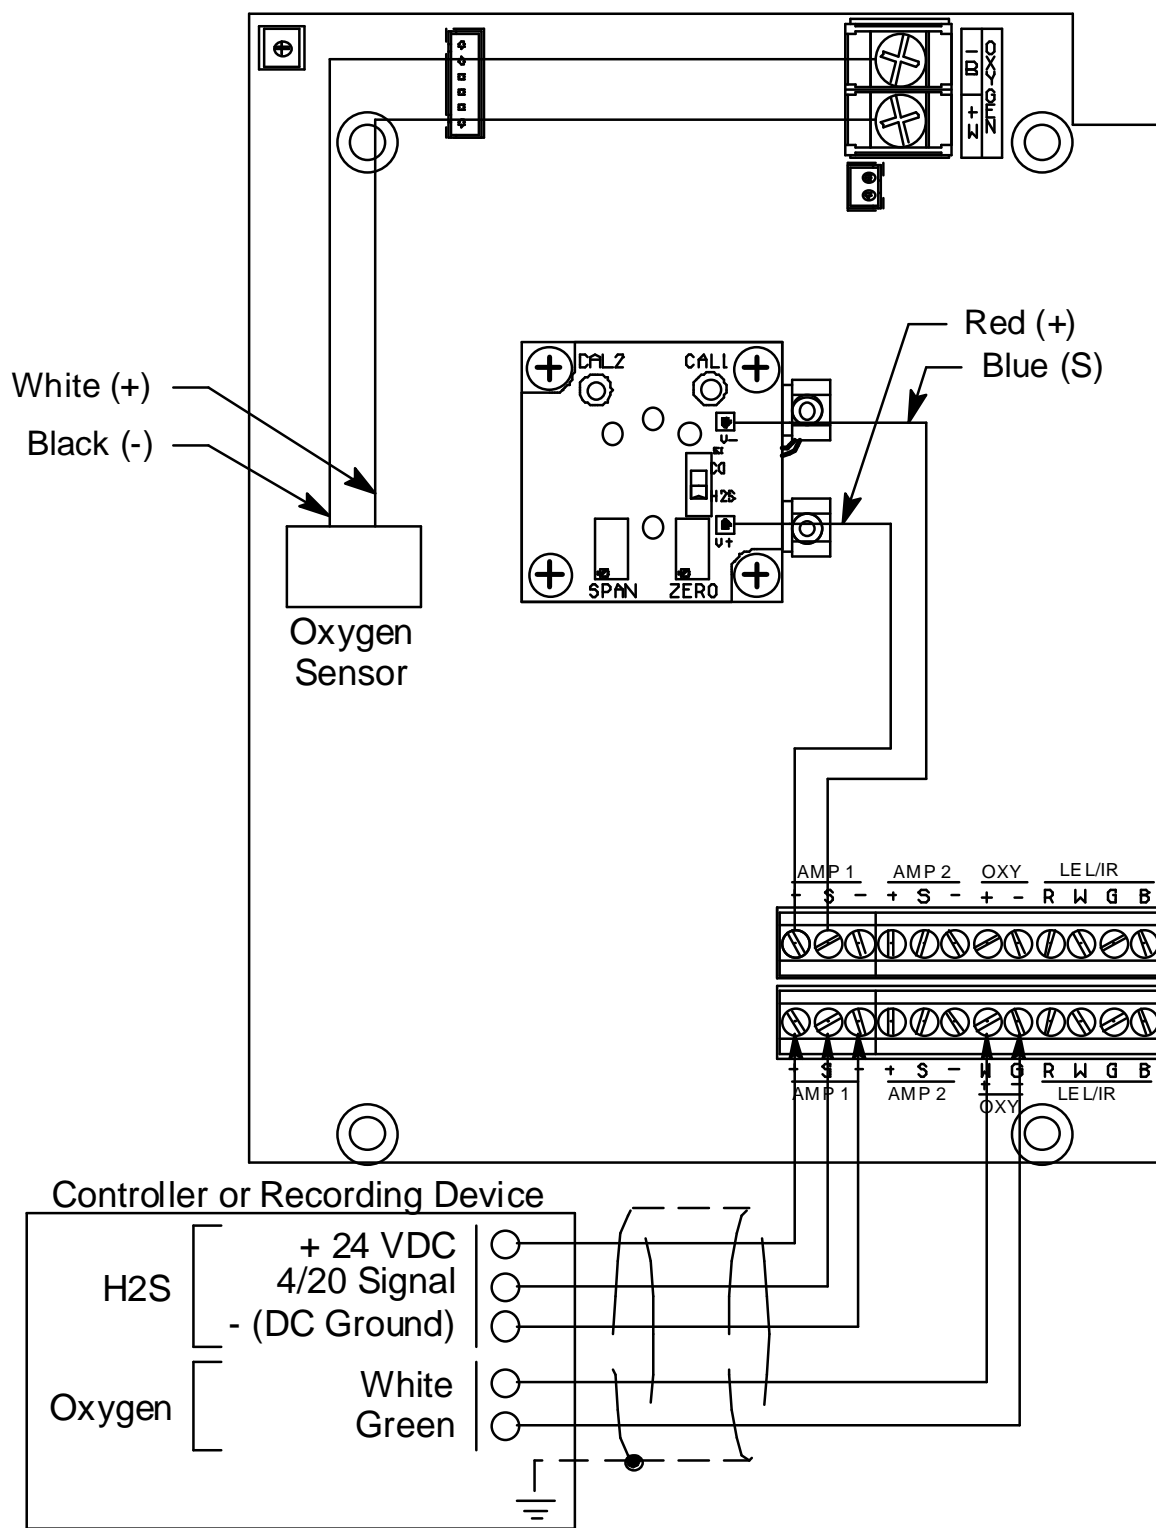 -B
+W
OXYGEN
Red (+)
Blue (S)
White (+)
Black (-)
CAL2
CAL1
V-
CO
H2S
V+
SPAN
ZERO
Oxygen
Sensor
AMP 1
AMP 2
OXY
LEL/IR
- S - + S - + - R W G B
- S - + S - W G R W G B
+ -
AMP 1
AMP 2
OXY
LEL/IR
Controller or Recording Device
+ 24 VDC
H2S
4/20 Signal
- (DC Ground)
White
Oxygen
Green